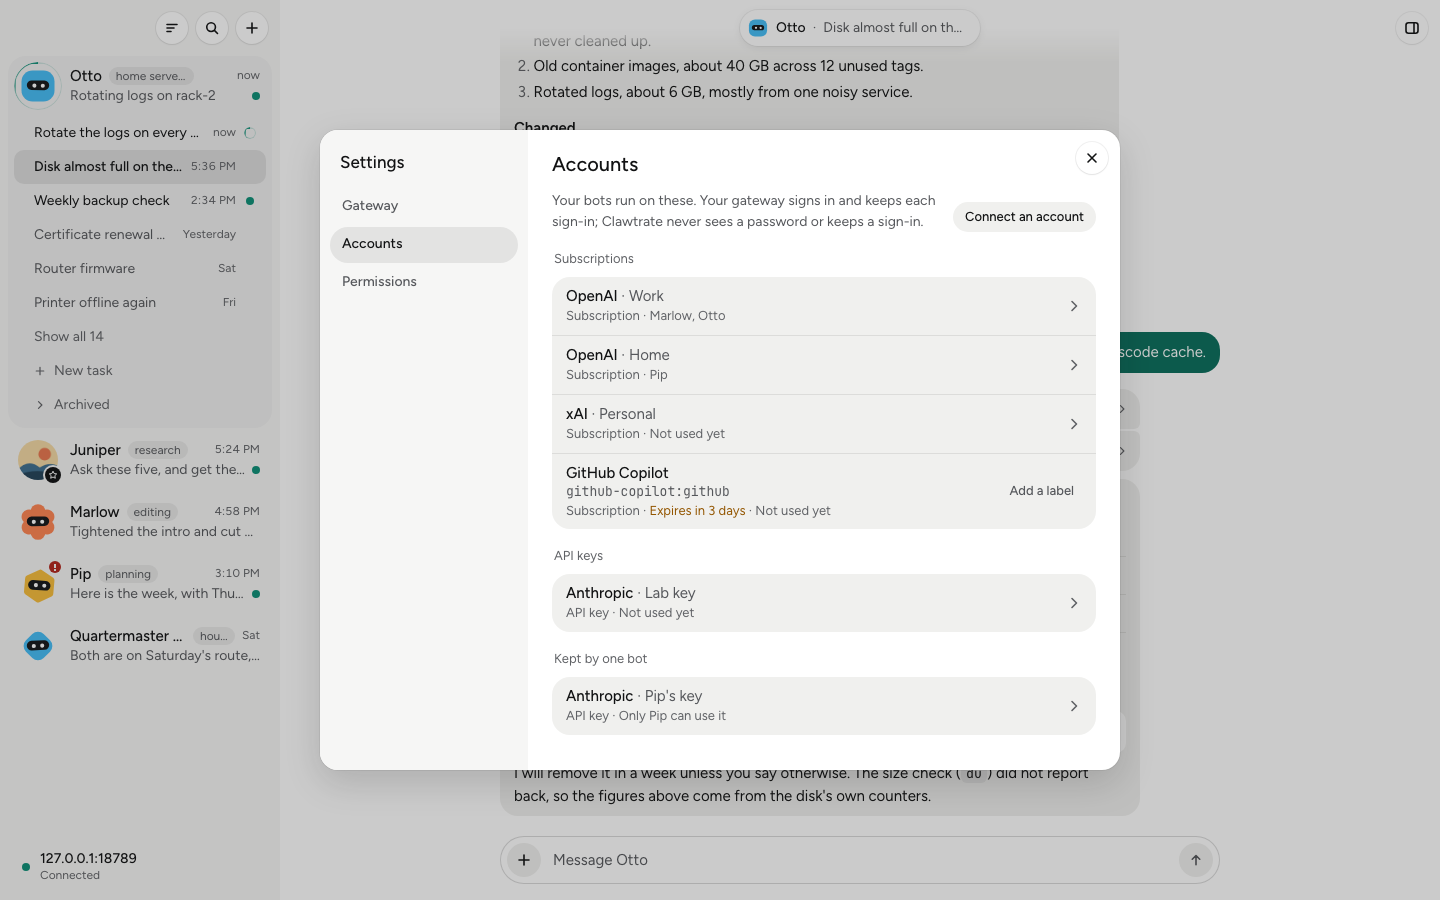 Otto · Disk almost full on th...
Otto home serve... now
Rotating logs on rack-2
Rotate the logs on every ... now
Disk almost full on the... 5:36 PM
Weekly backup check 2:34 PM
Certificate renewal ... Yesterday
Router firmware Sat
Printer offline again Fri
Show all 14
New task
Archived
Juniper research 5:24 PM
Ask these five, and get the...
Marlow editing 4:58 PM
Tightened the intro and cut ...
Pip planning 3:10 PM
Here is the week, with Thu...
Quartermaster ... hou... Sat
Both are on Saturday's route,...
127.0.0.1:18789
Connected
never cleaned up.
2. Old container images, about 40 GB across 12 unused tags.
3. Rotated logs, about 6 GB, mostly from one noisy service.
Changed
Settings
Gateway
Accounts
Permissions
Accounts
Your bots run on these. Your gateway signs in and keeps each
sign-in; Clawtrate never sees a password or keeps a sign-in.
Connect an account
Subscriptions
OpenAI · Work
Subscription · Marlow, Otto
OpenAI · Home
Subscription · Pip
xAI · Personal
Subscription · Not used yet
GitHub Copilot
github-copilot:github
Subscription · Expires in 3 days · Not used yet
Add a label
API keys
Anthropic · Lab key
API key · Not used yet
Kept by one bot
Anthropic · Pip's key
API key · Only Pip can use it
scode cache.
I will remove it in a week unless you say otherwise. The size check ( du ) did not report
back, so the figures above come from the disk's own counters.
Message Otto